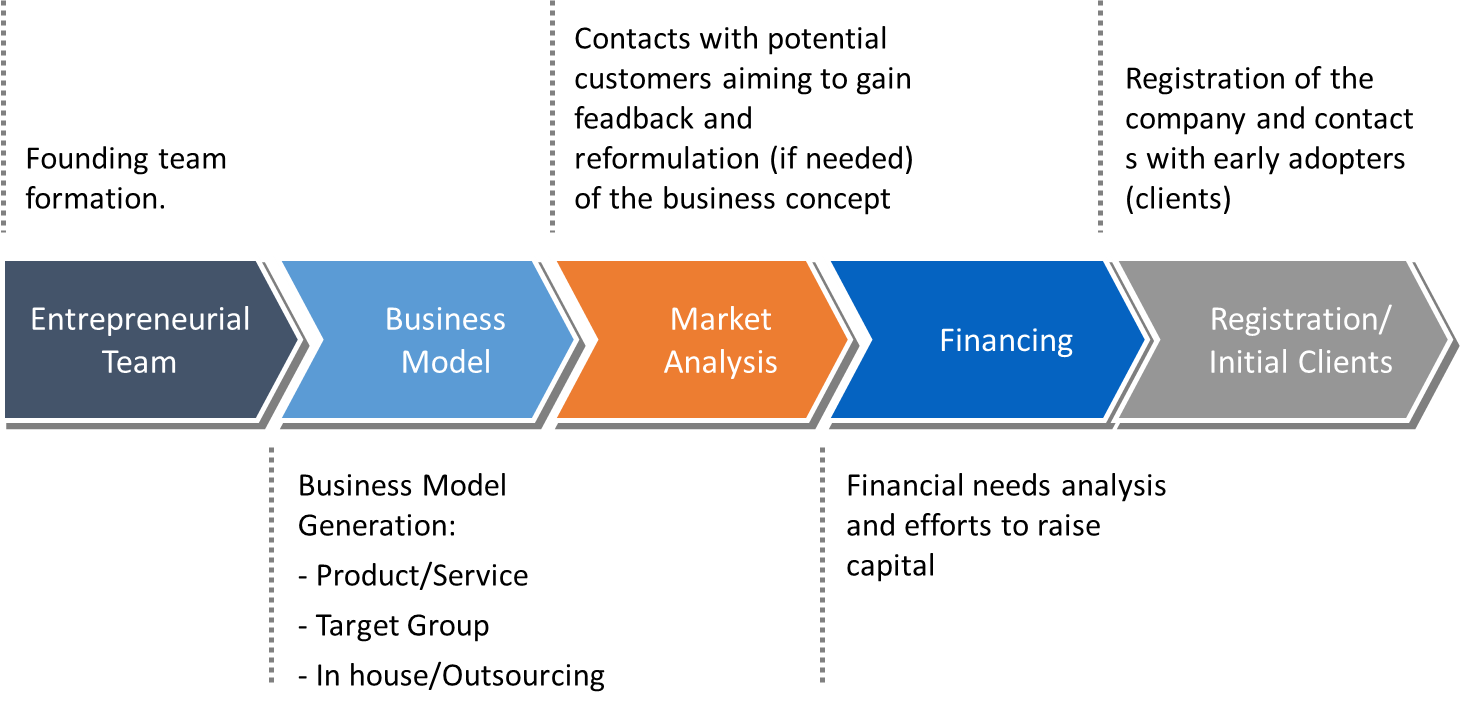 Founding team
formation.
Contacts with potential
customers aiming to gain
feadback and
reformulation (if needed)
of the business concept
Registration of the
company and contact
s with early adopters
(clients)
Entrepreneurial
Team
Business
Model
Market
Analysis
Financing
Registration/
Initial Clients
Business Model
Generation:
- Product/Service
- Target Group
- In house/Outsourcing
Financial needs analysis
and efforts to raise
capital